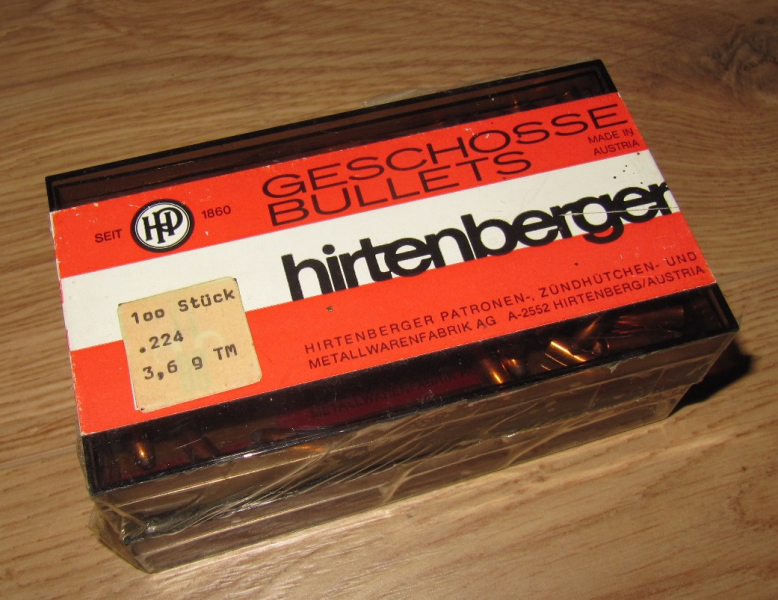 GESCHOSSE
BULLETS
MADE IN
AUSTRIA
SEIT HP 1860
hirtenberger
100 Stück
.224
3,6 g TM
HIRTENBERGER PATRONEN-, ZÜNDHÜTCHEN- UND
METALLWARENFABRIK AG A-2552 HIRTENBERG/AUSTRIA